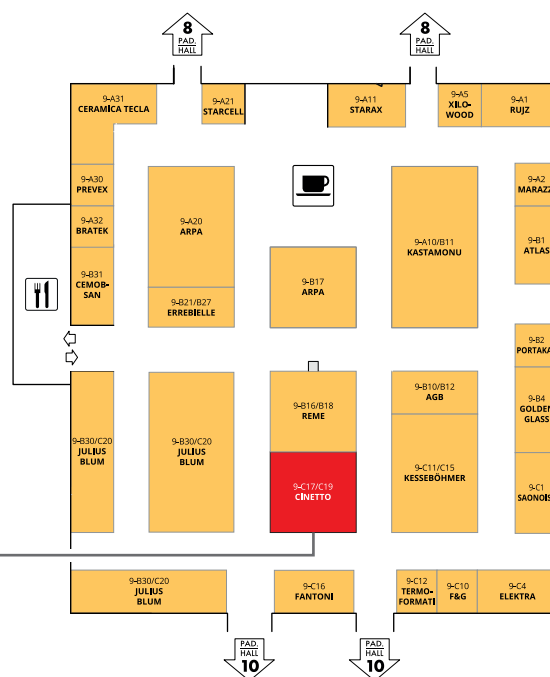 8
PAD.
HALL
8
PAD.
HALL
9-A31
CERAMICA TECLA
9-A21
STARCELL
9-A11
STARAX
9-A5
XILO-
WOOD
9-A1
RUJZ
9-A30
PREVEX
9-A32
BRATEK
9-B31
CEMOB-
SAN
9-A20
ARPA
9-B21/B27
ERREBIELLE
9-B17
ARPA
9-A10/B11
KASTAMONU
9-A2
MARAZZ
9-B1
ATLAS
9-B2
PORTAKA
9-B4
GOLDEN
GLASS
9-C1
SAONOIS
9-B30/C20
JULIUS
BLUM
9-B30/C20
JULIUS
BLUM
9-B16/B18
REME
9-C17/C19
CİNETTO
9-B10/B12
AGB
9-C11/C15
KESSEBÖHMER
9-B30/C20
JULIUS
BLUM
9-C16
FANTONI
9-C12
TERMO-
FORMATI
9-C10
F&G
9-C4
ELEKTRA
PAD.
HALL
10
PAD.
HALL
10